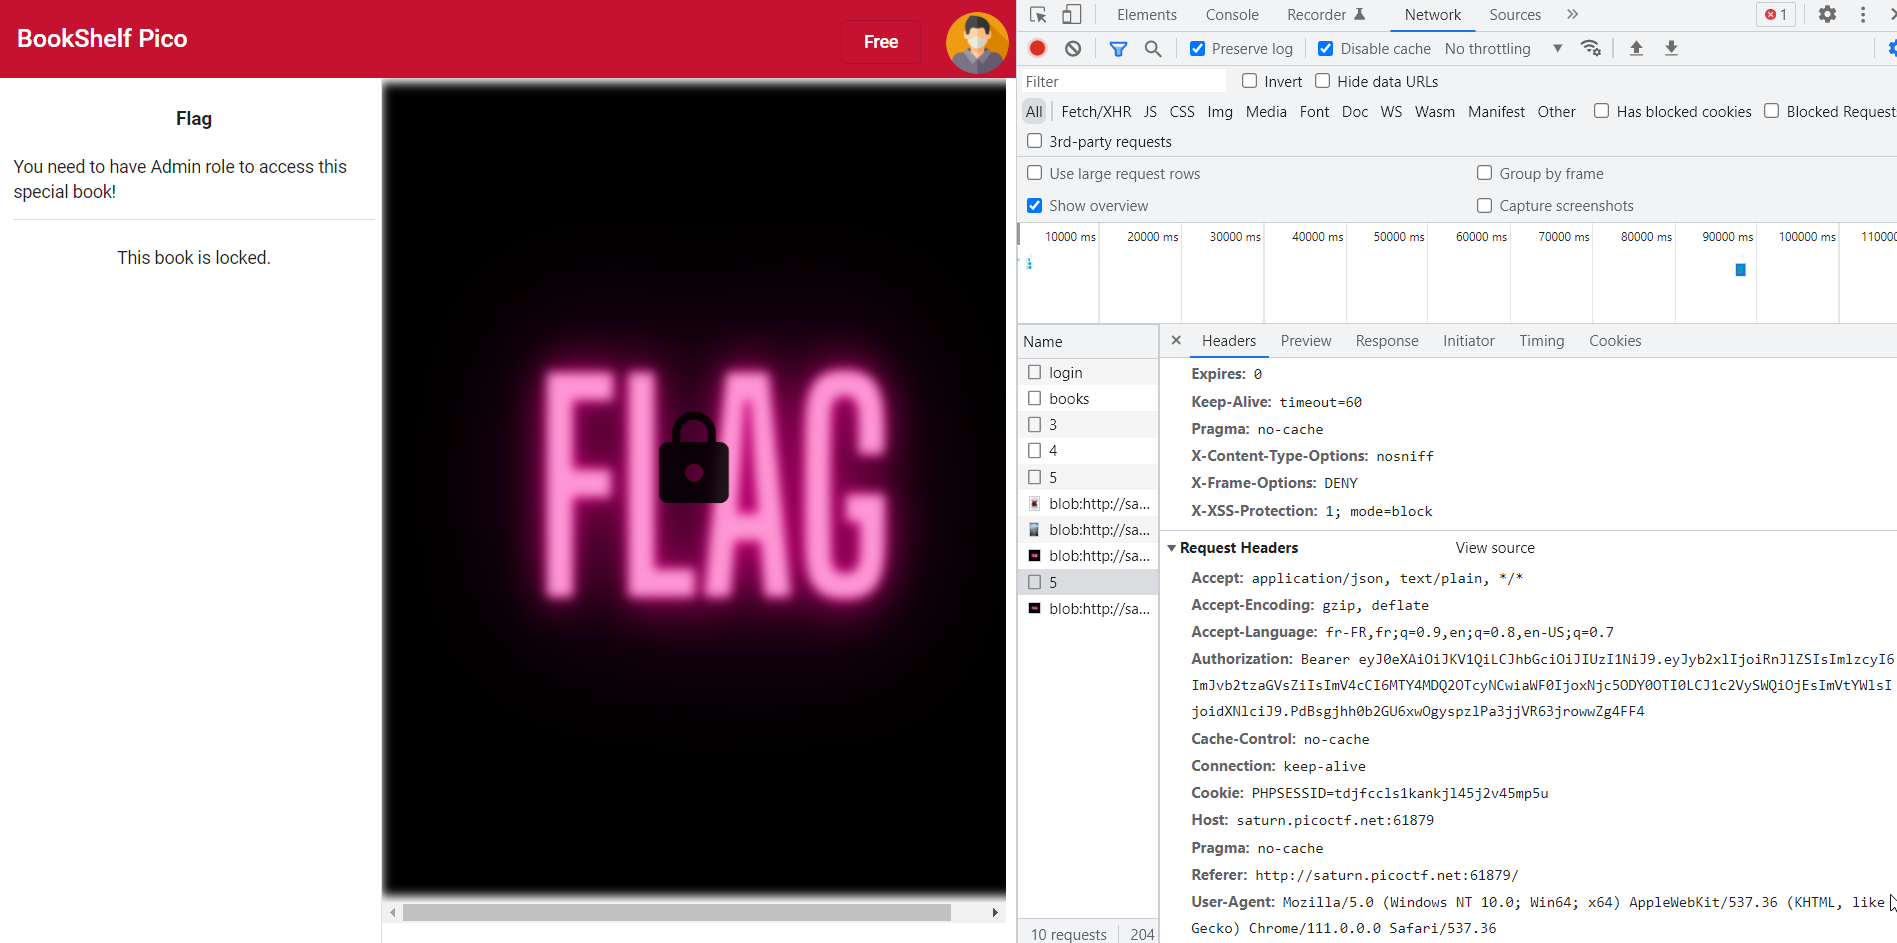 BookShelf Pico
Free
Flag
You need to have Admin role to access this
special book!
This book is locked.
FLAG
Elements Console Recorder Network Sources 1
Preserve log Disable cache No throttling
Filter Invert Hide data URLs
All Fetch/XHR JS CSS Img Media Font Doc WS Wasm Manifest Other Has blocked cookies Blocked Request
3rd-party requests
Use large request rows Group by frame
Show overview Capture screenshots
10000 ms 20000 ms 30000 ms 40000 ms 50000 ms 60000 ms 70000 ms 80000 ms 90000 ms 100000 ms 110000
Name
login
books
3
4
5
blob:http://sa...
blob:http://sa...
blob:http://sa...
5
blob:http://sa...
10 requests 204
Headers Preview Response Initiator Timing Cookies
Expires: 0
Keep-Alive: timeout=60
Pragma: no-cache
X-Content-Type-Options: nosniff
X-Frame-Options: DENY
X-XSS-Protection: 1; mode=block
Request Headers View source
Accept: application/json, text/plain, */*
Accept-Encoding: gzip, deflate
Accept-Language: fr-FR,fr;q=0.9,en;q=0.8,en-US;q=0.7
Authorization: Bearer eyJ0eXAiOiJKV1QiLCJhbGciOiJIUzI1NiJ9.eyJyb2xlIjoiRnJlZSIsImlzcyI6
ImJvb2tzaGVsZiIsImV4cCI6MTY4MDQ2OTcyNCwiaWF0IjoxNjc5ODY0OTI0LCJ1c2VySWQiOjEsImVtYWlsI
joidXNlciJ9.PdBsgjhh0b2GU6xwOgyspzlPa3jjVR63jrowwZg4FF4
Cache-Control: no-cache
Connection: keep-alive
Cookie: PHPSESSID=tdjfccls1kankjl45j2v45mp5u
Host: saturn.picoctf.net:61879
Pragma: no-cache
Referer: http://saturn.picoctf.net:61879/
User-Agent: Mozilla/5.0 (Windows NT 10.0; Win64; x64) AppleWebKit/537.36 (KHTML, like
Gecko) Chrome/111.0.0.0 Safari/537.36